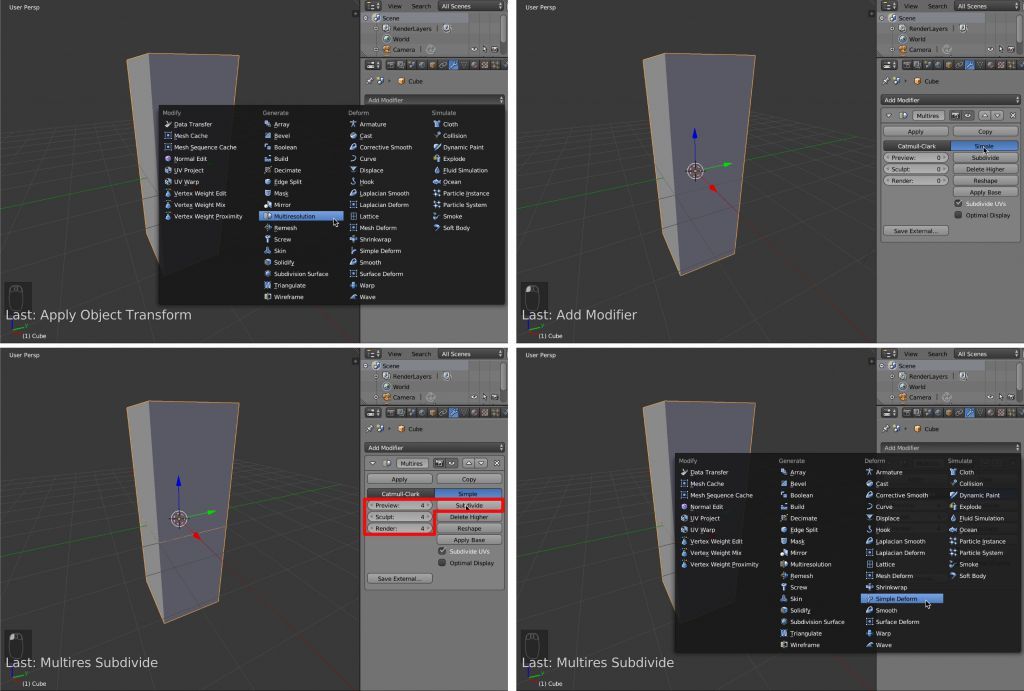 User Persp
View Search All Scenes
Scene
RenderLayers
World
Camera
Cube
Add Modifier
Modify Generate Deform Simulate
Data Transfer Array Armature Cloth
Mesh Cache Bevel Cast Collision
Mesh Sequence Cache Boolean Corrective Smooth Dynamic Paint
Normal Edit Build Curve Explode
UV Project Decimate Displace Fluid Simulation
UV Warp Edge Split Hook Ocean
Vertex Weight Edit Mask Laplacian Smooth Particle Instance
Vertex Weight Mix Mirror Laplacian Deform Particle System
Vertex Weight Proximity Multiresolution Lattice Smoke
Remesh Mesh Deform Soft Body
Screw Shrinkwrap
Skin Simple Deform
Solidify Smooth
Subdivision Surface Surface Deform
Triangulate Warp
Wireframe Wave
Last: Apply Object Transform
(1) Cube
User Persp
View Search All Scenes
Scene
RenderLayers
World
Camera
Cube
Add Modifier
Multires
Apply Copy
Catmull-Clark Simple
Preview: 0 Subdivide
Sculpt: 0 Delete Higher
Render: 0 Reshape
Apply Base
Subdivide UVs
Optimal Display
Save External...
Last: Add Modifier
(1) Cube
User Persp
View Search All Scenes
Scene
RenderLayers
World
Camera
Cube
Add Modifier
Multires
Apply Copy
Catmull-Clark Simple
Preview: 4 Subdivide
Sculpt: 4 Delete Higher
Render: 4 Reshape
Apply Base
Subdivide UVs
Optimal Display
Save External...
Last: Multires Subdivide
(1) Cube
User Persp
View Search All Scenes
Scene
RenderLayers
World
Camera
Cube
Add Modifier
Modify Generate Deform Simulate
Data Transfer Array Armature Cloth
Mesh Cache Bevel Cast Collision
Mesh Sequence Cache Boolean Corrective Smooth Dynamic Paint
Normal Edit Build Curve Explode
UV Project Decimate Displace Fluid Simulation
UV Warp Edge Split Hook Ocean
Vertex Weight Edit Mask Laplacian Smooth Particle Instance
Vertex Weight Mix Mirror Laplacian Deform Particle System
Vertex Weight Proximity Multiresolution Lattice Smoke
Remesh Mesh Deform Soft Body
Screw Shrinkwrap
Skin Simple Deform
Solidify Smooth
Subdivision Surface Surface Deform
Triangulate Warp
Wireframe Wave
Last: Multires Subdivide
(1) Cube